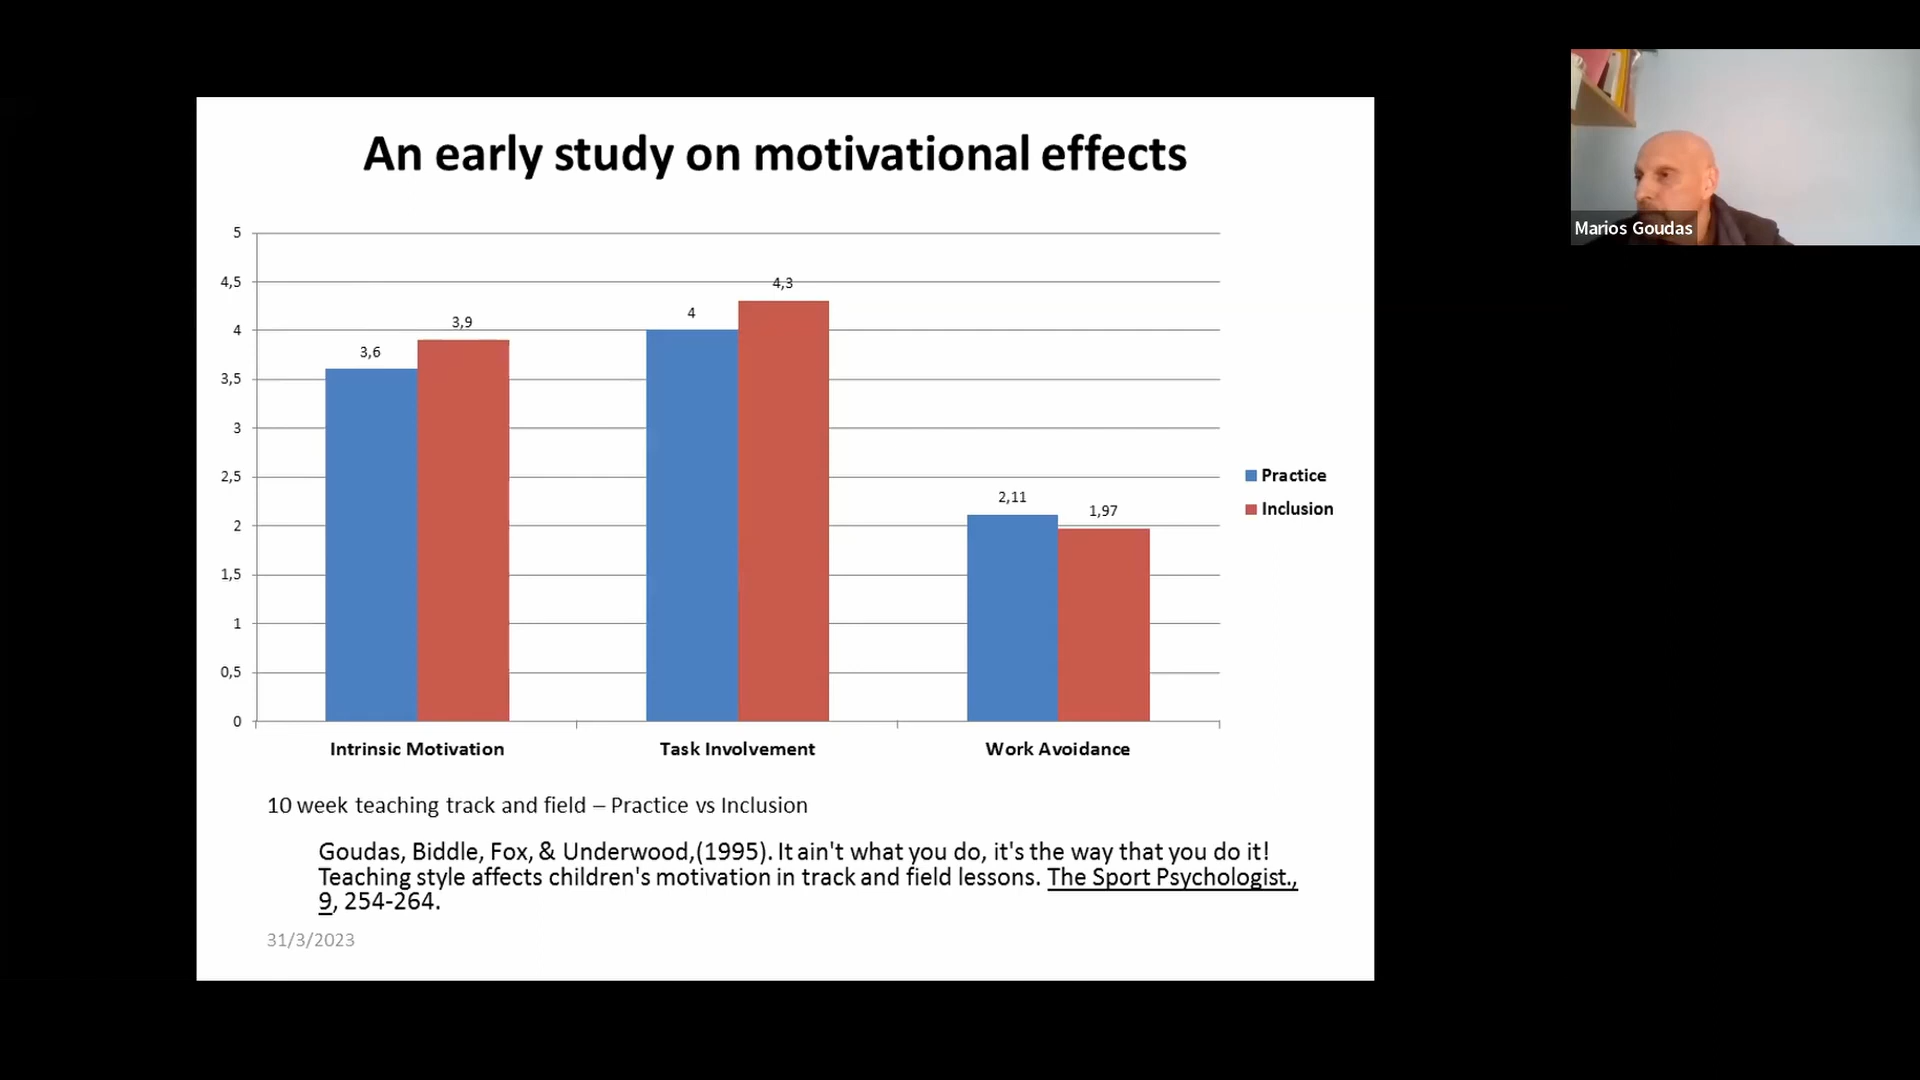 An early study on motivational effects
Marios Goudas
5
4,5
4
3,5
3
2,5
2
1,5
1
0,5
0
3,6
3,9
4
4,3
2,11
1,97
Practice
Inclusion
Intrinsic Motivation
Task Involvement
Work Avoidance
10 week teaching track and field – Practice vs Inclusion
Goudas, Biddle, Fox, & Underwood,(1995). It ain't what you do, it's the way that you do it!
Teaching style affects children's motivation in track and field lessons. The Sport Psychologist.,
9, 254-264.
31/3/2023